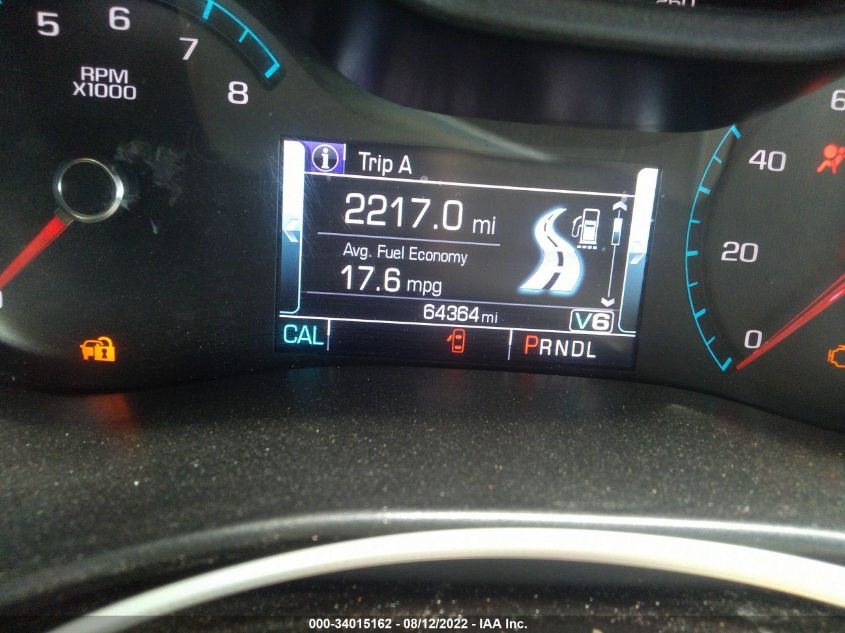 5
6
7
8
RPM
X1000
i
Trip A
2217.0 mi
Avg. Fuel Economy
17.6 mpg
64364 mi
V6
CAL
PRNDL
40
20
0
000-34015162 - 08/12/2022 - IAA Inc.